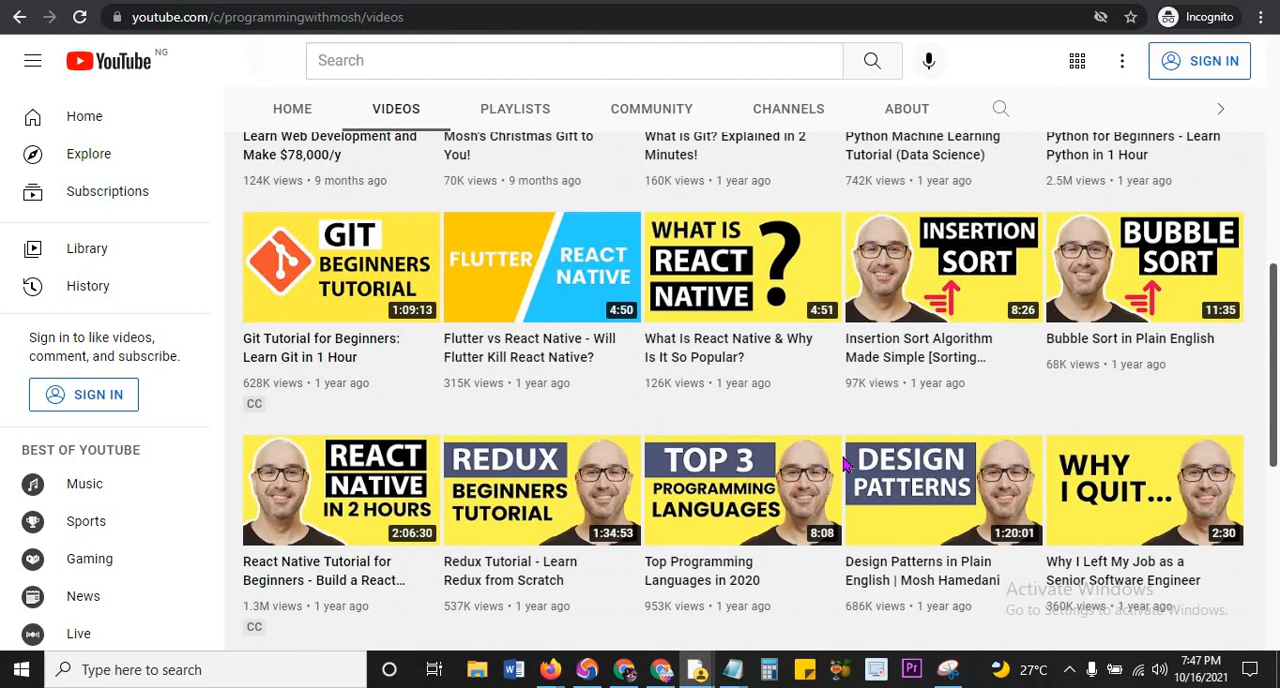 youtube.com/c/programmingwithmosh/videos
Incognito
YouTube NG
Search
SIGN IN
HOME VIDEOS PLAYLISTS COMMUNITY CHANNELS ABOUT
Home
Explore
Subscriptions
Library
History
Sign in to like videos,
comment, and subscribe.
SIGN IN
BEST OF YOUTUBE
Music
Sports
Gaming
News
Live
Learn Web Development and
Make $78,000/y
124K views • 9 months ago
Mosh's Christmas Gift to
You!
70K views • 9 months ago
What is Git? Explained in 2
Minutes!
160K views • 1 year ago
Python Machine Learning
Tutorial (Data Science)
742K views • 1 year ago
Python for Beginners - Learn
Python in 1 Hour
2.5M views • 1 year ago
GIT
BEGINNERS
TUTORIAL
1:09:13
Git Tutorial for Beginners:
Learn Git in 1 Hour
628K views • 1 year ago
CC
FLUTTER
REACT
NATIVE
4:50
Flutter vs React Native - Will
Flutter Kill React Native?
315K views • 1 year ago
WHAT IS
REACT
NATIVE
?
4:51
What Is React Native & Why
Is It So Popular?
126K views • 1 year ago
INSERTION
SORT
8:26
Insertion Sort Algorithm
Made Simple [Sorting...
97K views • 1 year ago
BUBBLE
SORT
11:35
Bubble Sort in Plain English
68K views • 1 year ago
REACT
NATIVE
IN 2 HOURS
2:06:30
React Native Tutorial for
Beginners - Build a React...
1.3M views • 1 year ago
CC
REDUX
BEGINNERS
TUTORIAL
1:34:53
Redux Tutorial - Learn
Redux from Scratch
537K views • 1 year ago
TOP 3
PROGRAMMING
LANGUAGES
8:08
Top Programming
Languages in 2020
953K views • 1 year ago
DESIGN
PATTERNS
1:20:01
Design Patterns in Plain
English | Mosh Hamedani
686K views • 1 year ago
WHY
I QUIT...
2:30
Why I Left My Job as a
Senior Software Engineer
360K views • 1 year ago
Activate Windows
Go to Settings to activate Windows.
Type here to search
W
Pr
27°C
7:47 PM
10/16/2021